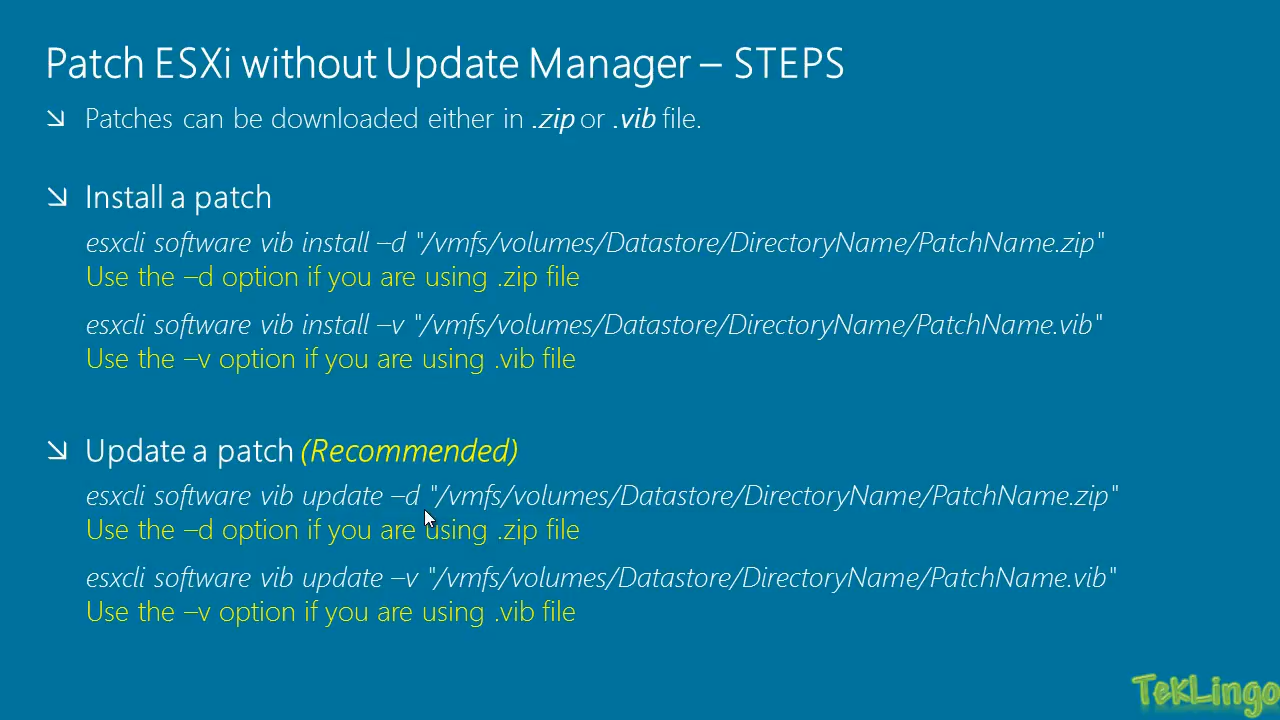 Patch ESXi without Update Manager – STEPS
Patches can be downloaded either in .zip or .vib file.
Install a patch
esxcli software vib install –d "/vmfs/volumes/Datastore/DirectoryName/PatchName.zip"
Use the –d option if you are using .zip file
esxcli software vib install –v "/vmfs/volumes/Datastore/DirectoryName/PatchName.vib"
Use the –v option if you are using .vib file
Update a patch (Recommended)
esxcli software vib update –d "/vmfs/volumes/Datastore/DirectoryName/PatchName.zip"
Use the –d option if you are using .zip file
esxcli software vib update –v "/vmfs/volumes/Datastore/DirectoryName/PatchName.vib"
Use the –v option if you are using .vib file
TekLingo